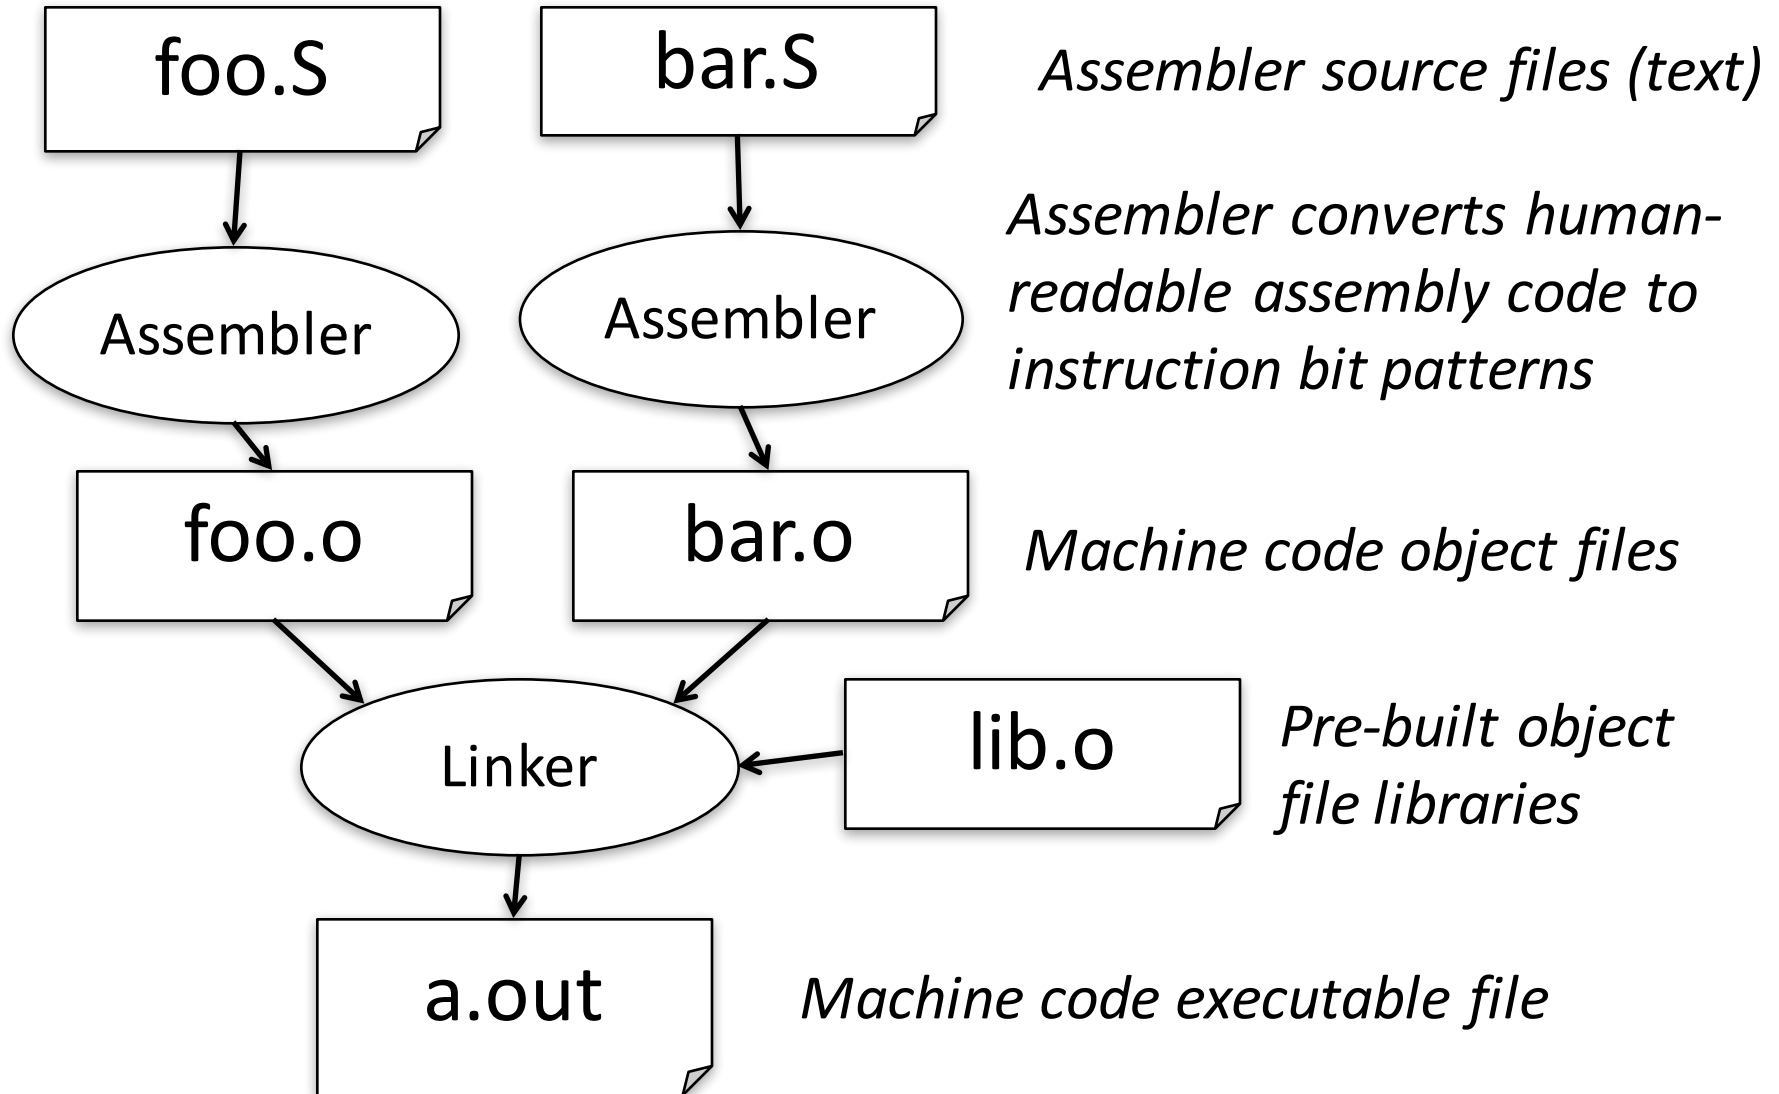 foo.S
bar.S
Assembler source files (text)
Assembler converts human-
readable assembly code to
instruction bit patterns
Assembler
Assembler
foo.o
bar.o
Machine code object files
Linker
lib.o
Pre-built object
file libraries
a.out
Machine code executable file